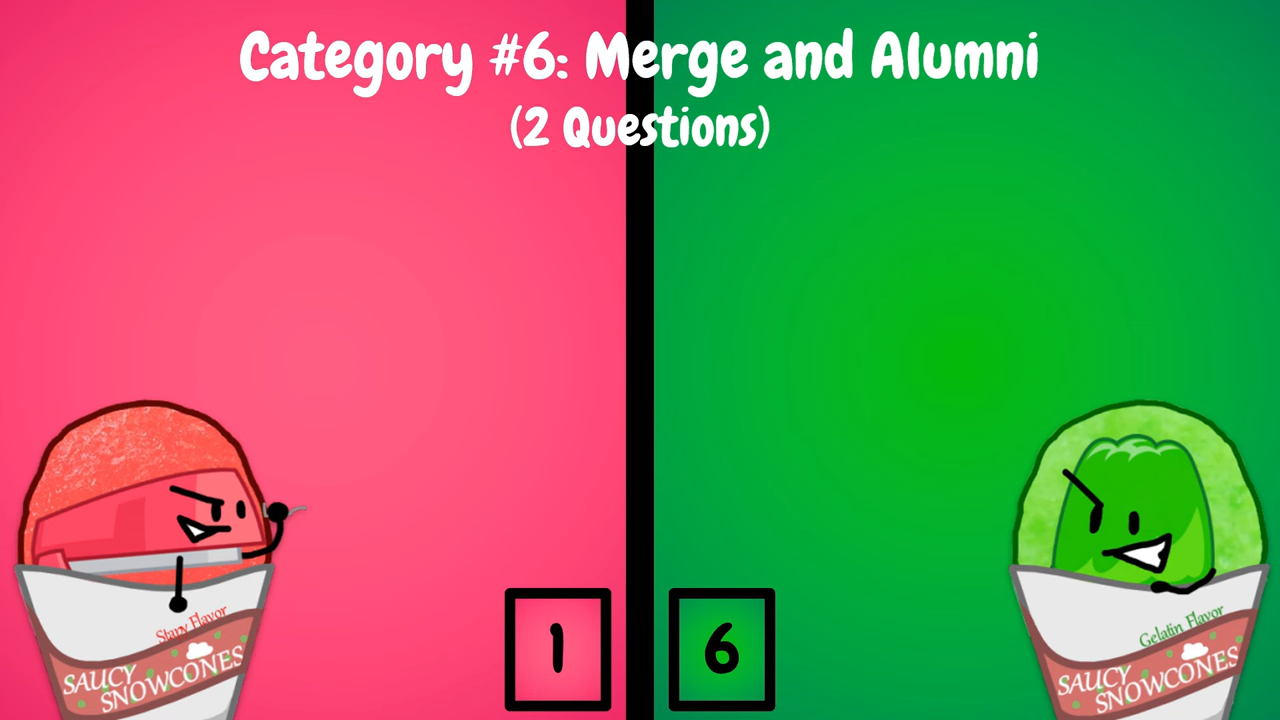 Category #6: Merge and Alumni
(2 Questions)
1
6
Stapy Flavor
SAUCY
SNOWCONES
Gelatin Flavor
SAUCY
SNOWCONES